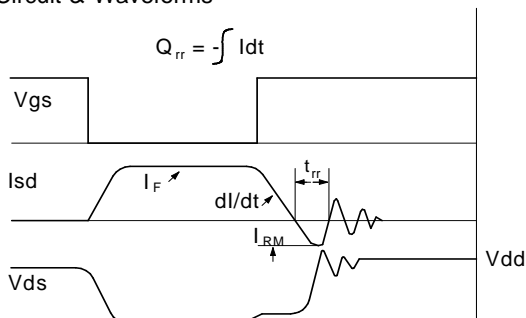 Circuit & Waveforms
Q rr = -∫ Idt
Vgs
Isd
I F
dI/dt
t rr
I RM
Vdd
Vds